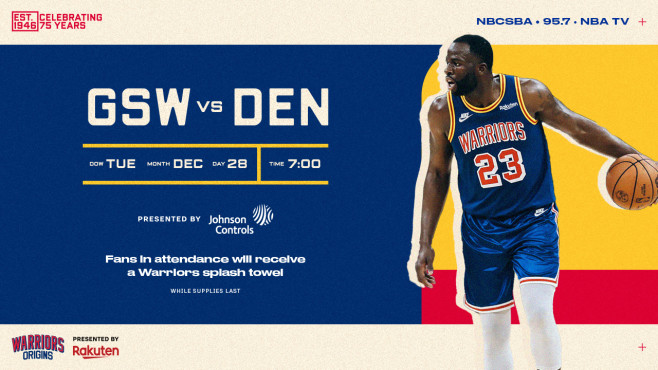 EST. 1946 CELEBRATING 75 YEARS
NBCSBA • 95.7 • NBA TV
GSW VS DEN
DOW TUE MONTH DEC DAY 28 TIME 7:00
PRESENTED BY Johnson Controls
Fans in attendance will receive
a Warriors splash towel
WHILE SUPPLIES LAST
Rakuten
WARRIORS
23
WARRIORS
ORIGINS
PRESENTED BY
Rakuten